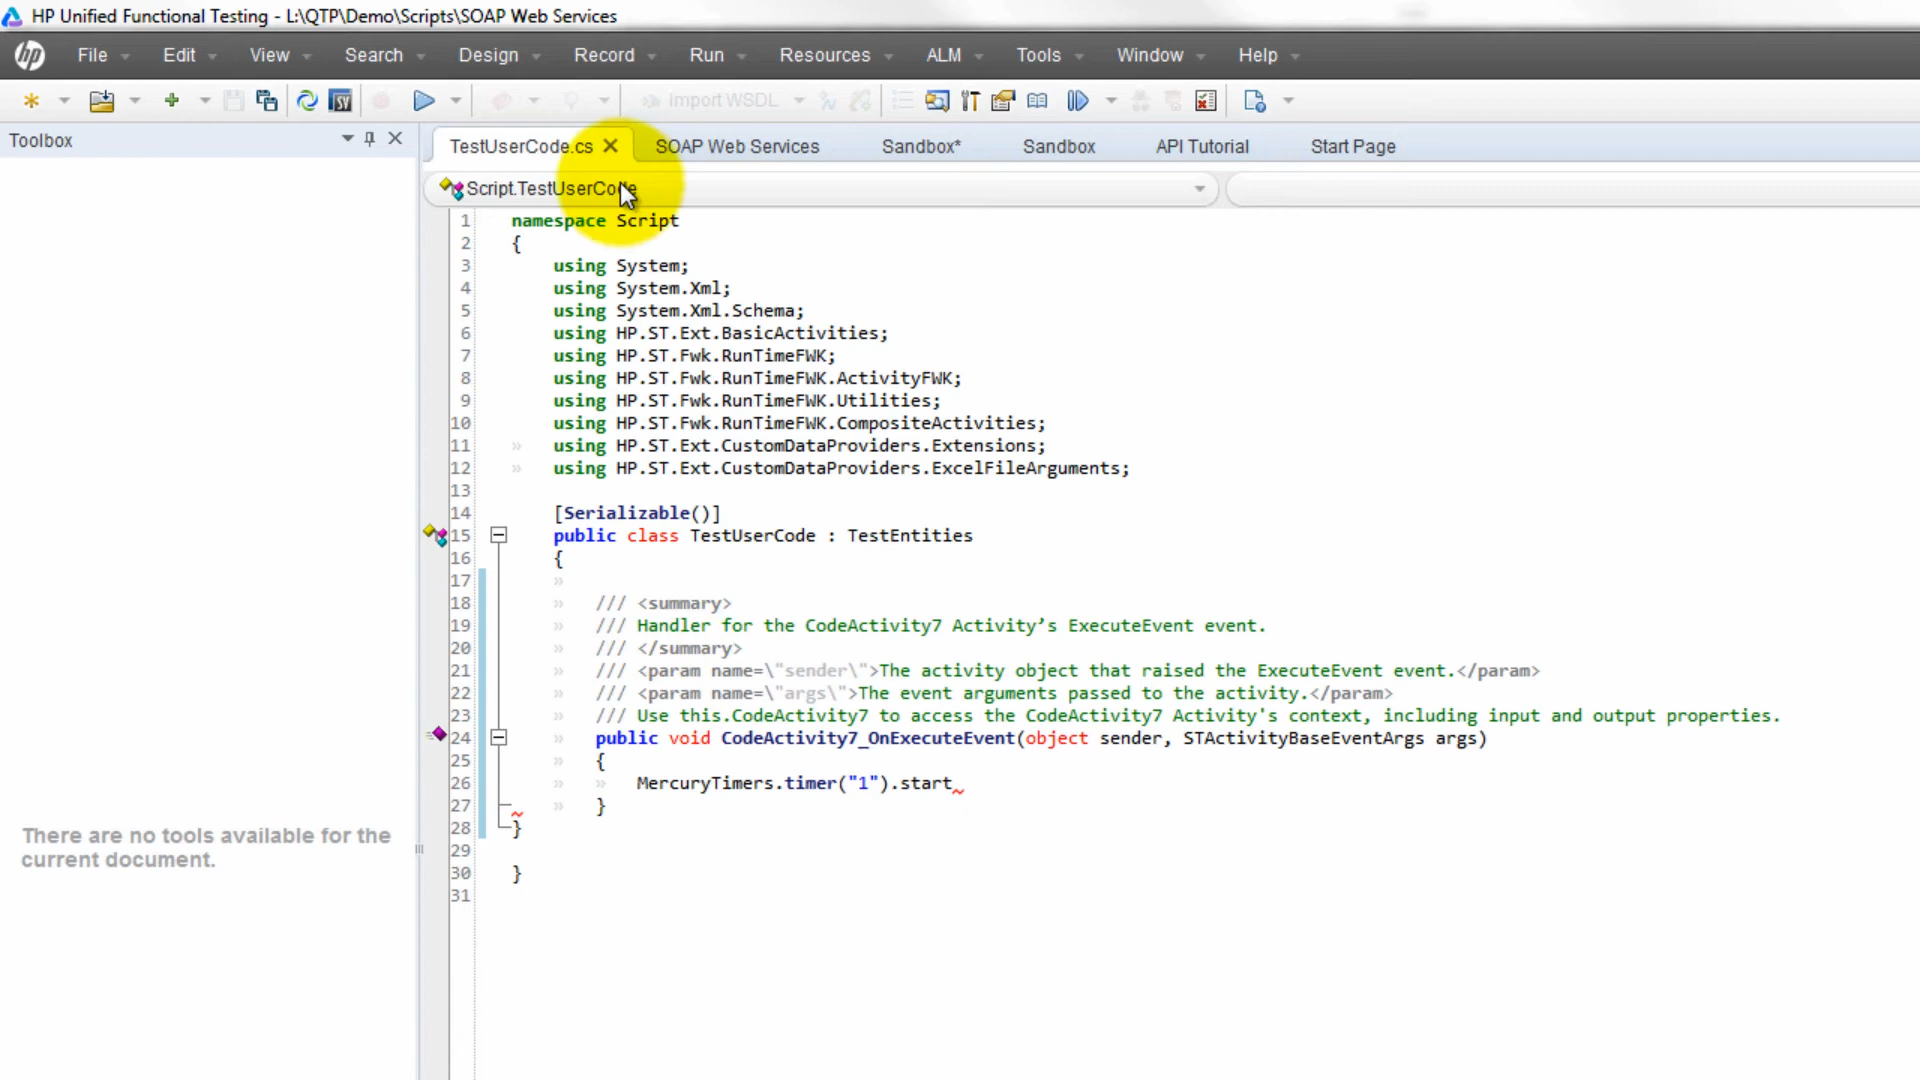 HP Unified Functional Testing - L:\QTP\Demo\Scripts\SOAP Web Services
hp File Edit View Search Design Record Run Resources ALM Tools Window Help
SV Import WSDL
Toolbox
TestUserCode.cs SOAP Web Services Sandbox* Sandbox API Tutorial Start Page
Script.TestUserCode
1 namespace Script
2 {
3 using System;
4 using System.Xml;
5 using System.Xml.Schema;
6 using HP.ST.Ext.BasicActivities;
7 using HP.ST.Fwk.RunTimeFWK;
8 using HP.ST.Fwk.RunTimeFWK.ActivityFWK;
9 using HP.ST.Fwk.RunTimeFWK.Utilities;
10 using HP.ST.Fwk.RunTimeFWK.CompositeActivities;
11 » using HP.ST.Ext.CustomDataProviders.Extensions;
12 » using HP.ST.Ext.CustomDataProviders.ExcelFileArguments;
13
14 [Serializable()]
15 public class TestUserCode : TestEntities
16 {
17 »
18 » /// <summary>
19 » /// Handler for the CodeActivity7 Activity’s ExecuteEvent event.
20 » /// </summary>
21 » /// <param name=\"sender\">The activity object that raised the ExecuteEvent event.</param>
22 » /// <param name=\"args\">The event arguments passed to the activity.</param>
23 » /// Use this.CodeActivity7 to access the CodeActivity7 Activity's context, including input and output properties.
24 » public void CodeActivity7_OnExecuteEvent(object sender, STActivityBaseEventArgs args)
25 » {
26 » » MercuryTimers.timer("1").start
27 » }
28 }
29
30 }
31
There are no tools available for the
current document.